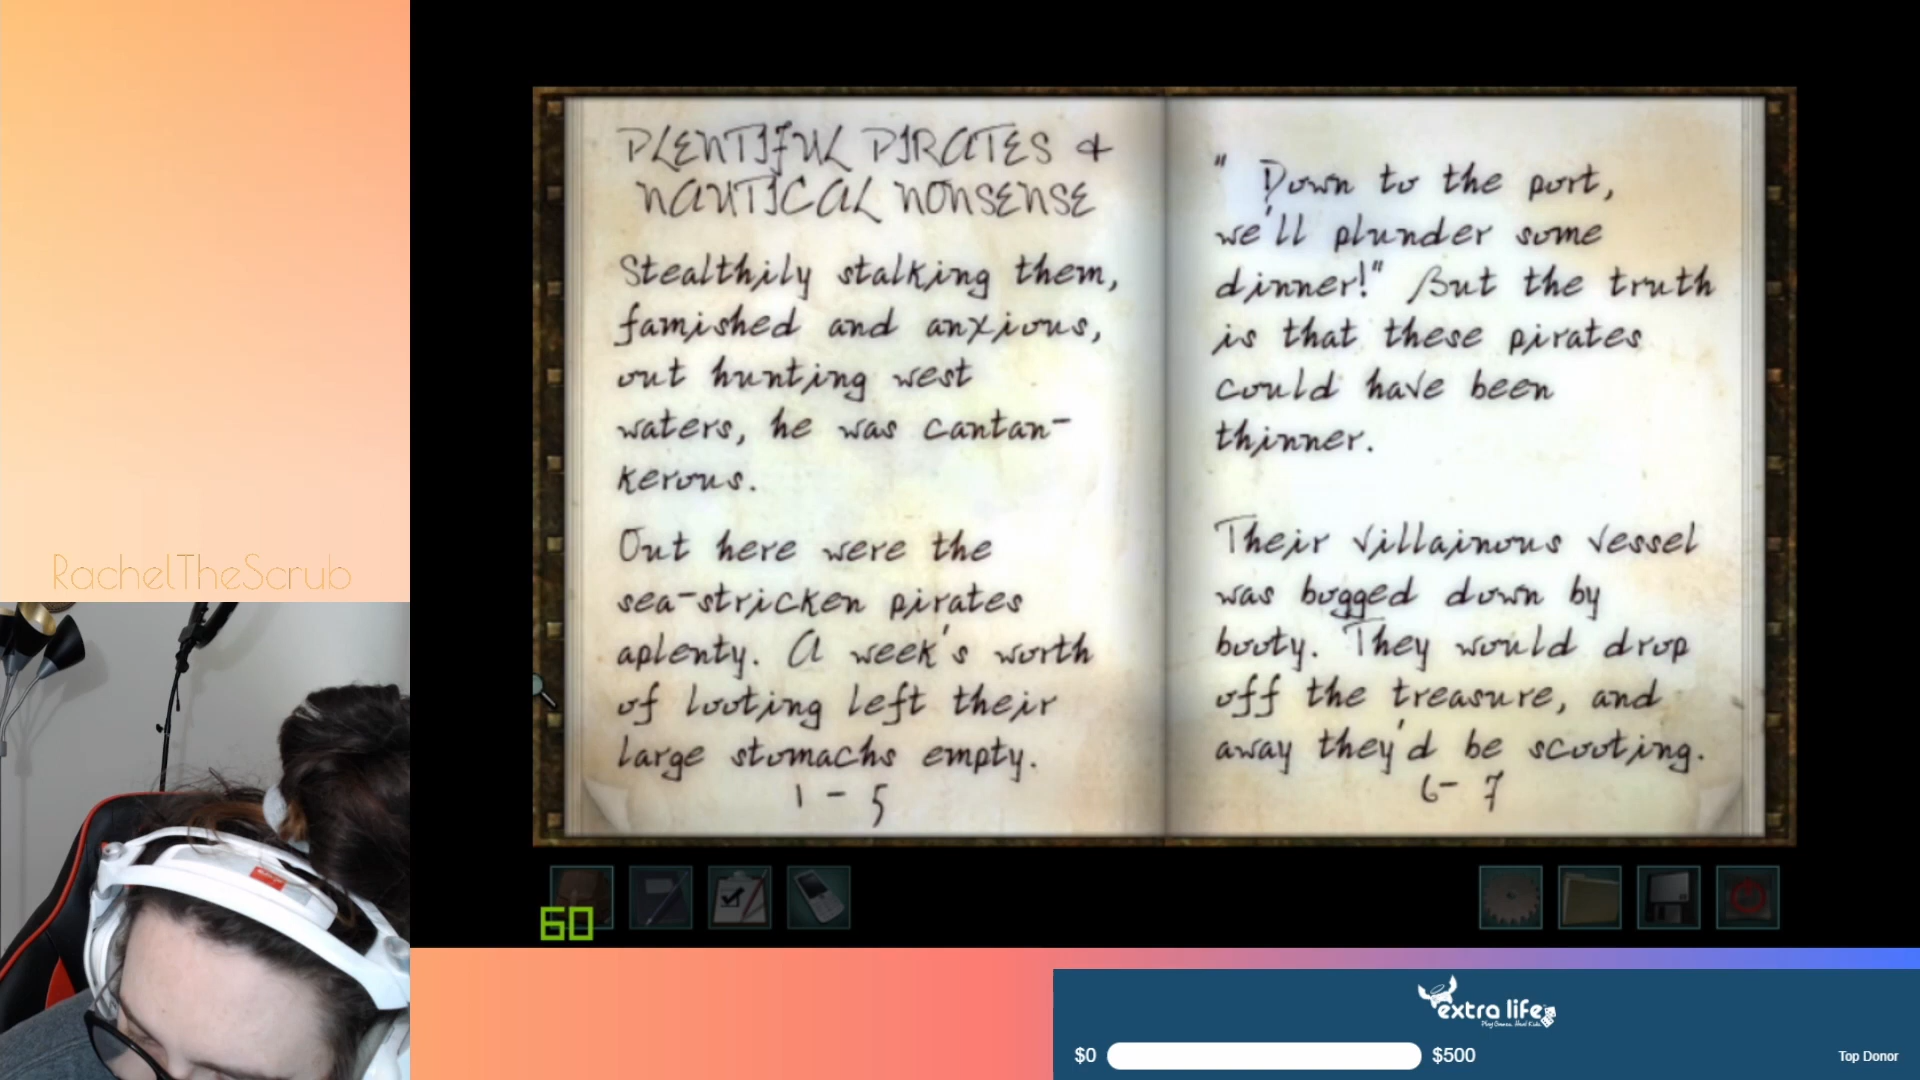 PLENTIFUL PIRATES &
NAUTICAL NONSENSE
Stealthily stalking them,
famished and anxious,
out hunting west
waters, he was cantan-
kerous.
Out here were the
sea-stricken pirates
aplenty. A week's worth
of looting left their
large stomachs empty.
1 - 5
" Down to the port,
we'll plunder some
dinner!" But the truth
is that these pirates
could have been
thinner.
Their villainous vessel
was bogged down by
booty. They would drop
off the treasure, and
away they'd be scooting.
6- 7
RachelTheScrub
60
extra life
Play Games. Heal Kids.
$0
$500
Top Donor